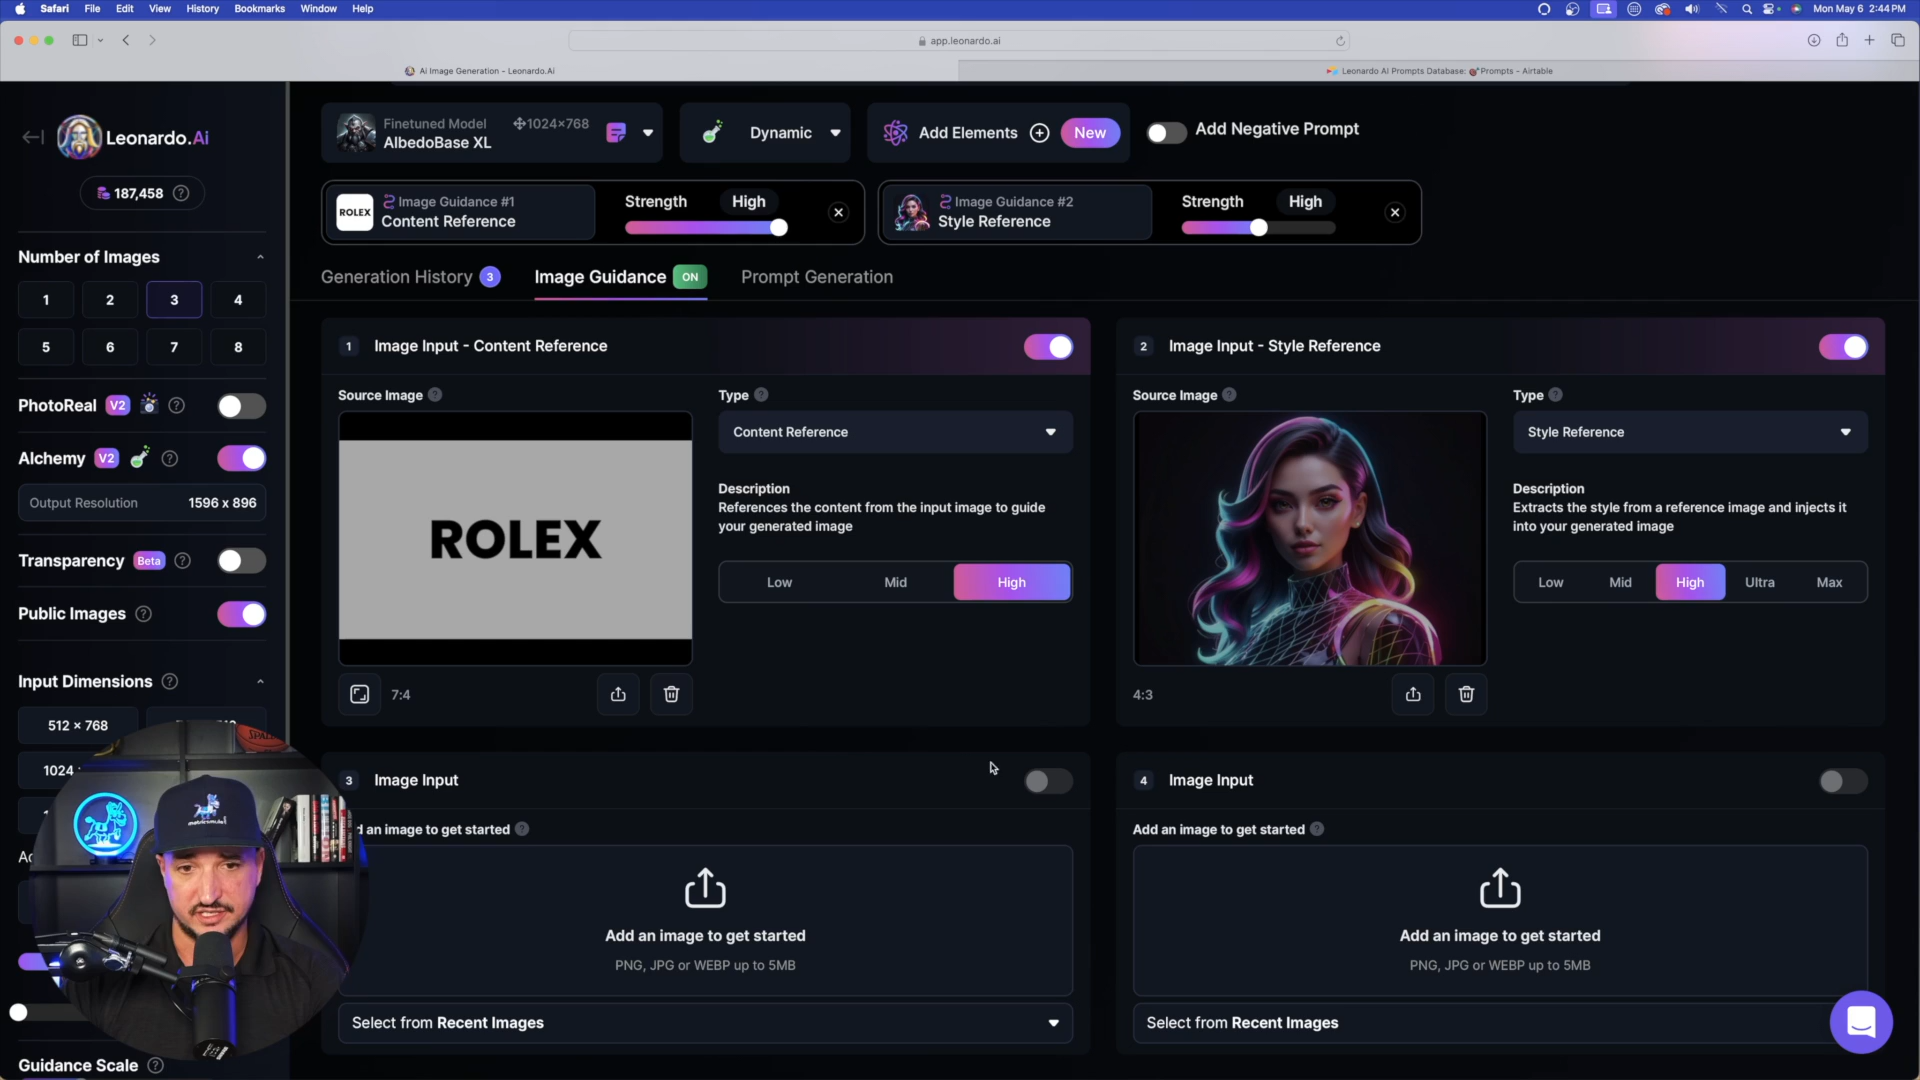 Safari File Edit View History Bookmarks Window Help Mon May 6 2:44PM
app.leonardo.ai
Ai Image Generation - Leonardo.Ai
Leonardo AI Prompts Database: Prompts - Airtable
Leonardo.Ai
187,458
Number of Images
1 2 3 4
5 6 7 8
PhotoReal V2
Alchemy V2
Output Resolution 1596 x 896
Transparency Beta
Public Images
Input Dimensions
512 × 768
1024
Guidance Scale
Finetuned Model
AlbedoBase XL
1024×768
Dynamic
Add Elements New
Add Negative Prompt
ROLEX
Image Guidance #1
Content Reference
Strength High
Image Guidance #2
Style Reference
Strength High
Generation History 3
Image Guidance ON
Prompt Generation
1 Image Input - Content Reference
Source Image
ROLEX
7:4
Type
Content Reference
Description
References the content from the input image to guide
your generated image
Low Mid High
2 Image Input - Style Reference
Source Image
4:3
Type
Style Reference
Description
Extracts the style from a reference image and injects it
into your generated image
Low Mid High Ultra Max
3 Image Input
d an image to get started
Add an image to get started
PNG, JPG or WEBP up to 5MB
Select from Recent Images
4 Image Input
Add an image to get started
Add an image to get started
PNG, JPG or WEBP up to 5MB
Select from Recent Images